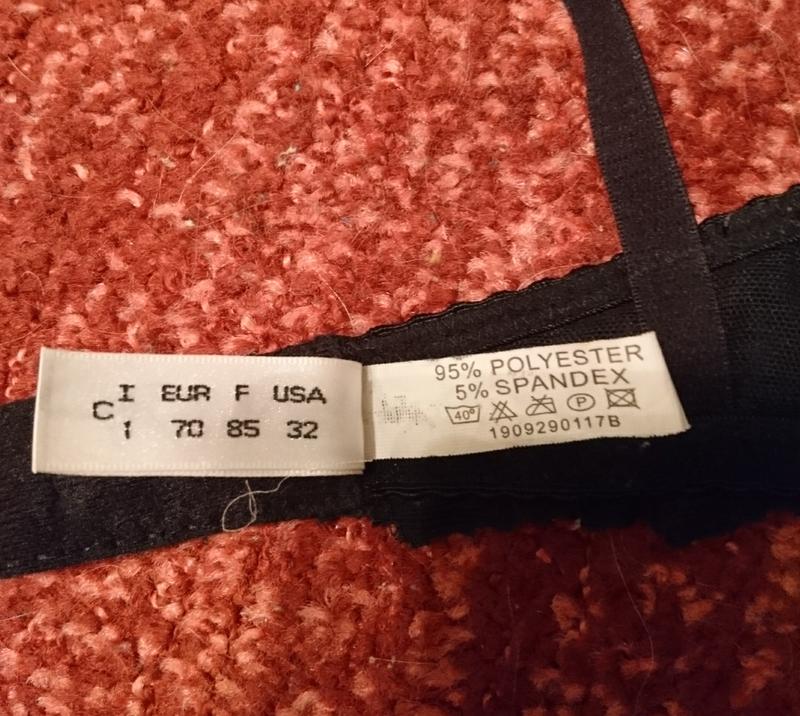 I EUR F USA
C
1 70 85 32
95% POLYESTER
5% SPANDEX
40° P
1909290117B